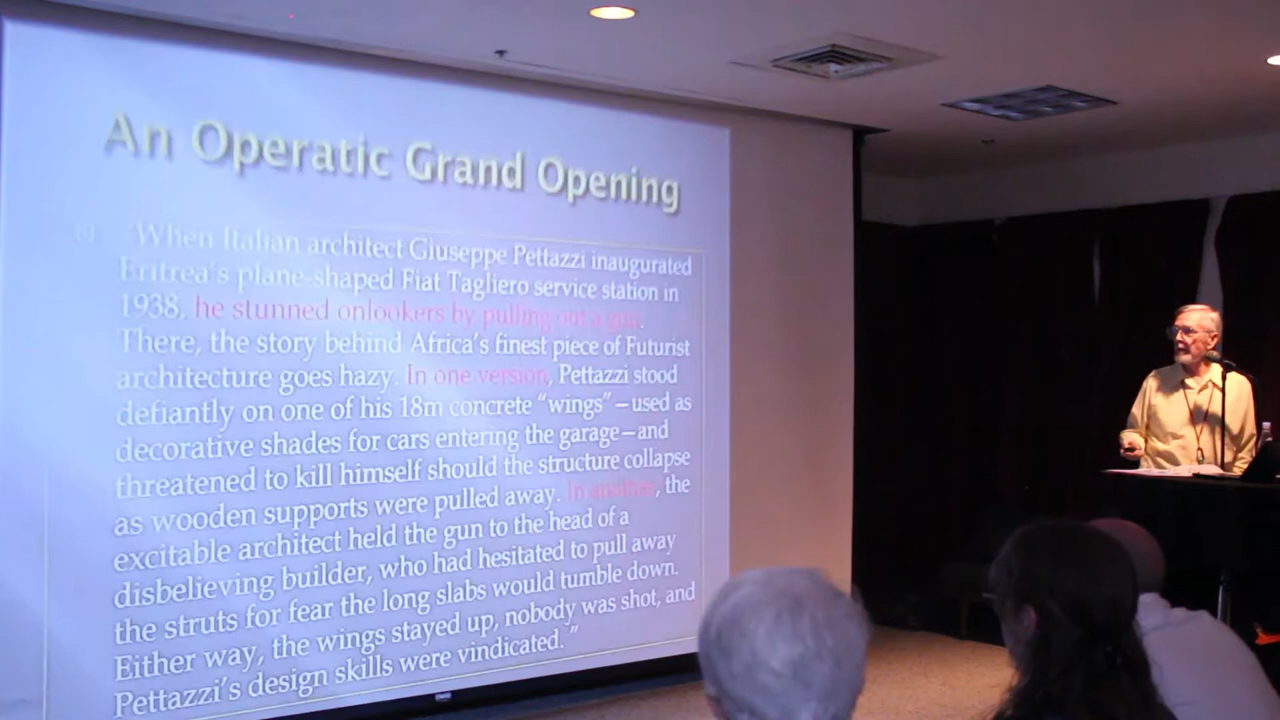 An Operatic Grand Opening
"When Italian architect Giuseppe Pettazzi inaugurated
Eritrea's plane-shaped Fiat Tagliero service station in
1938, he stunned onlookers by pulling out a gun.
There, the story behind Africa's finest piece of Futurist
architecture goes hazy. In one version, Pettazzi stood
defiantly on one of his 18m concrete “wings”—used as
decorative shades for cars entering the garage—and
threatened to kill himself should the structure collapse
as wooden supports were pulled away. In another, the
excitable architect held the gun to the head of a
disbelieving builder, who had hesitated to pull away
the struts for fear the long slabs would tumble down.
Either way, the wings stayed up, nobody was shot, and
Pettazzi’s design skills were vindicated.”